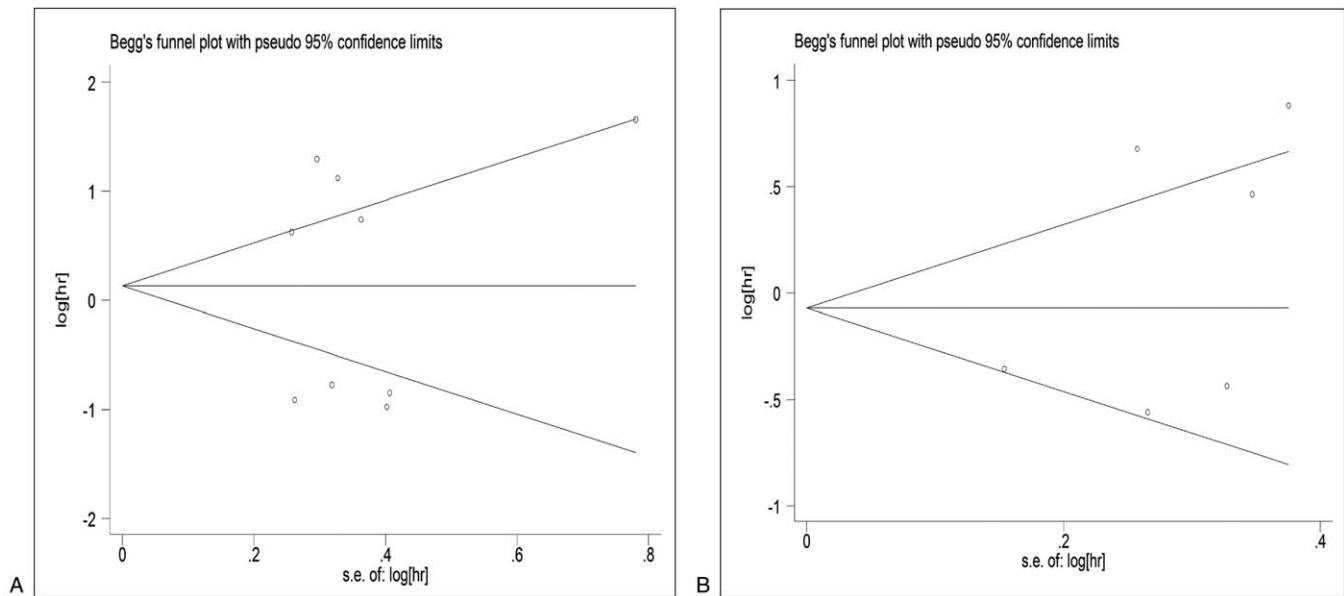 Begg's funnel plot with pseudo 95% confidence limits
2
1
0
-1
-2
log[hr]
0
.2
.4
.6
.8
s.e. of: log[hr]
A
Begg's funnel plot with pseudo 95% confidence limits
1
.5
0
-.5
-1
log[hr]
0
.2
.4
s.e. of: log[hr]
B